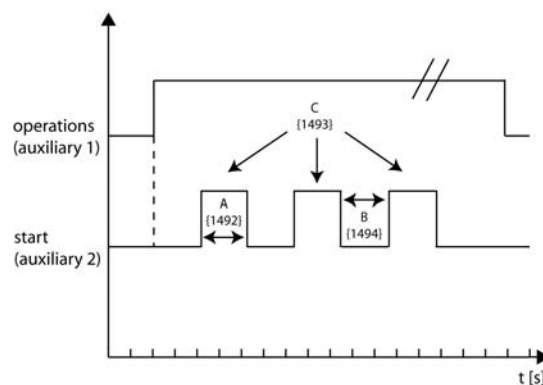 operations
(auxiliary 1)
C
{1493}
start
(auxiliary 2)
A
{1492}
B
{1494}
t [s]